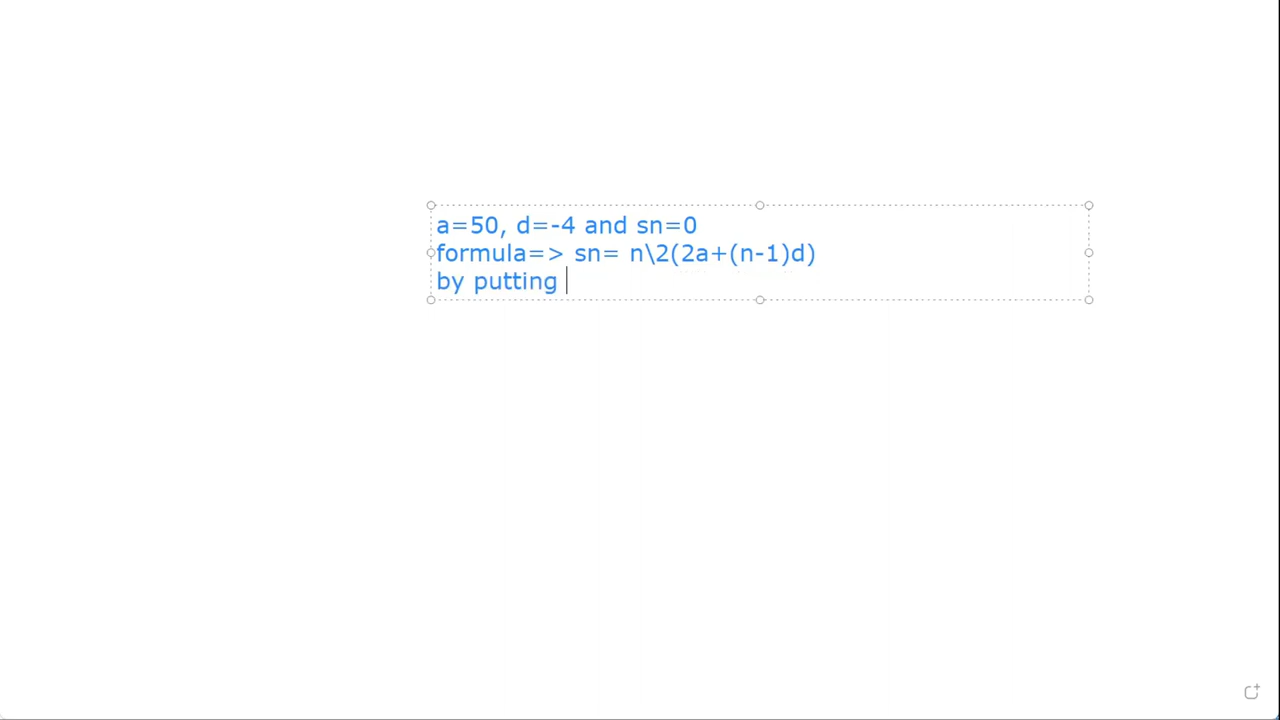 a=50, d=-4 and sn=0
formula=> sn= n\2(2a+(n-1)d)
by putting